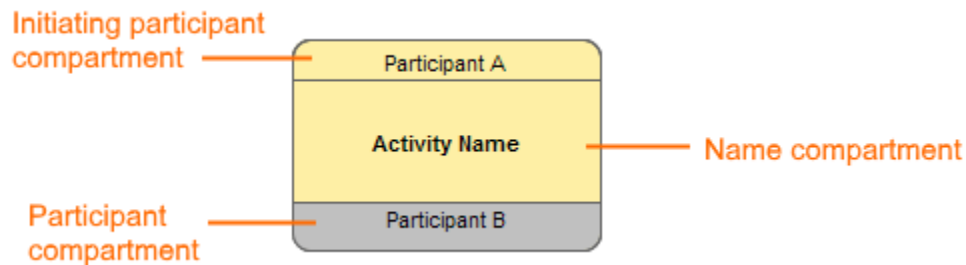 Initiating participant
compartment
Participant A
Activity Name
Name compartment
Participant
compartment
Participant B